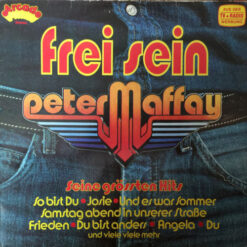 Arcade
AUS DER
TV + RADIO
WERBUNG
frei sein
peter Maffay
Seine grössten Hits
So bist Du • Josie • Und es war Sommer
Samstag abend in unserer Straße
Frieden • Du bist anders • Angela • Du
und viele viele mehr